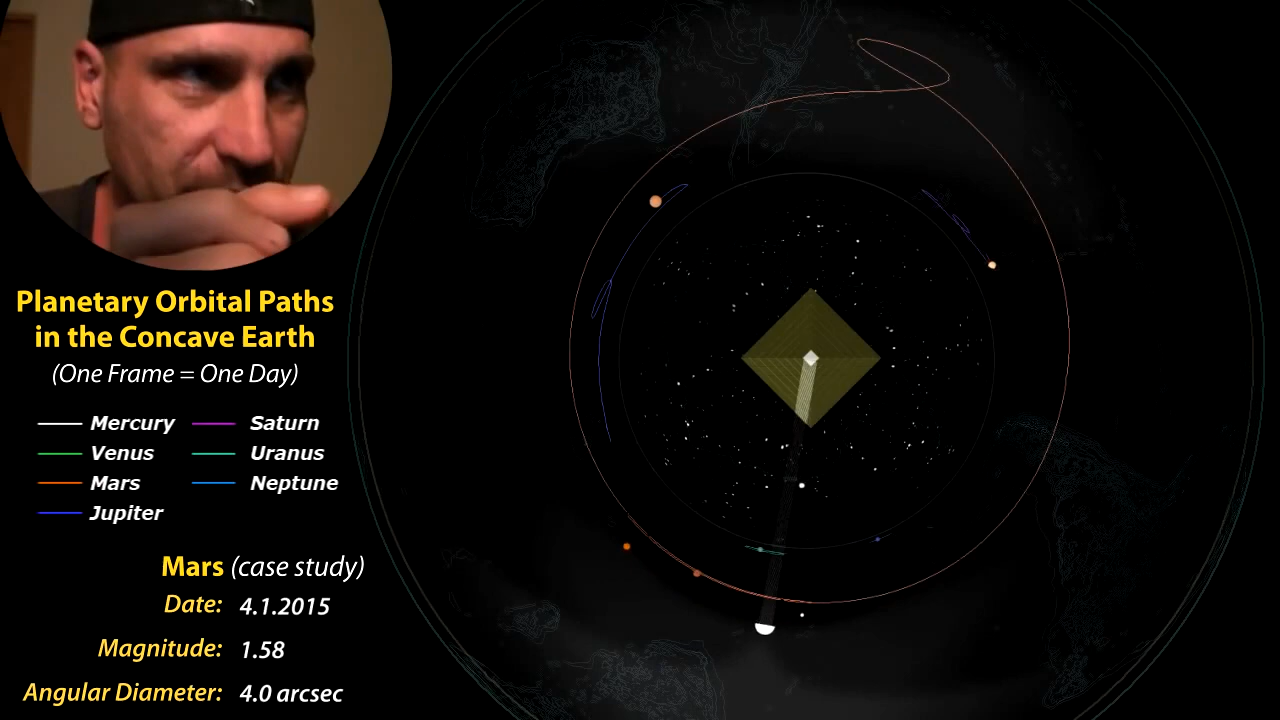 Planetary Orbital Paths
in the Concave Earth
(One Frame = One Day)
Mercury Saturn
Venus Uranus
Mars Neptune
Jupiter
Mars (case study)
Date: 4.1.2015
Magnitude: 1.58
Angular Diameter: 4.0 arcsec